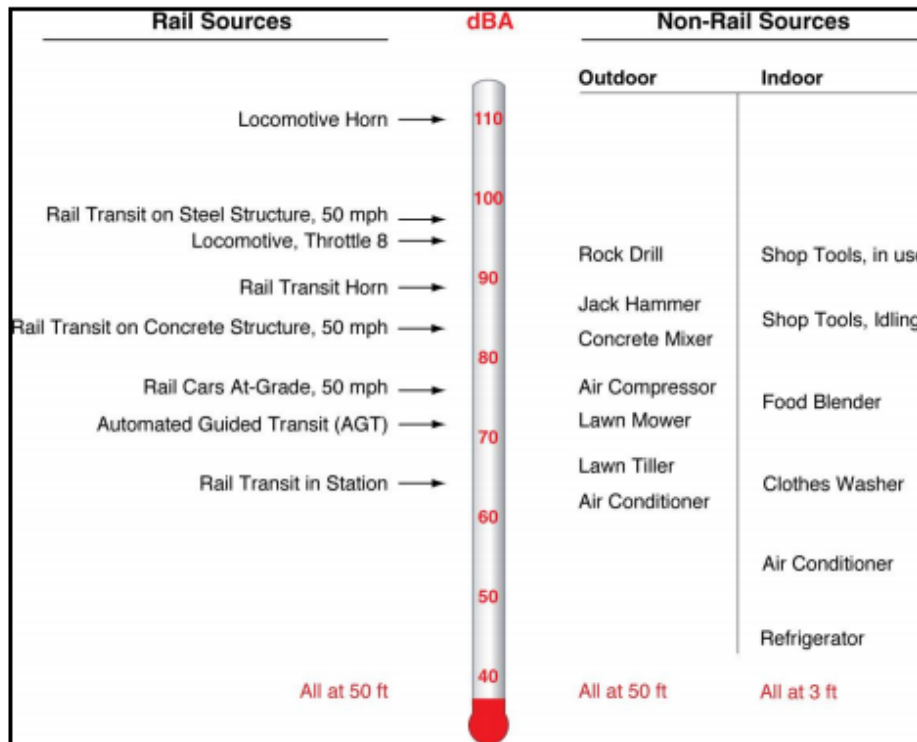 Rail Sources
dBA
Non-Rail Sources
Outdoor
Indoor
Locomotive Horn
110
100
Rail Transit on Steel Structure, 50 mph
Locomotive, Throttle 8
Rock Drill
Shop Tools, in use
90
Rail Transit Horn
Jack Hammer
Shop Tools, Idling
Rail Transit on Concrete Structure, 50 mph
Concrete Mixer
80
Rail Cars At-Grade, 50 mph
Air Compressor
Food Blender
Automated Guided Transit (AGT)
Lawn Mower
70
Lawn Tiller
Rail Transit in Station
Clothes Washer
Air Conditioner
60
Air Conditioner
50
Refrigerator
40
All at 50 ft
All at 50 ft
All at 3 ft